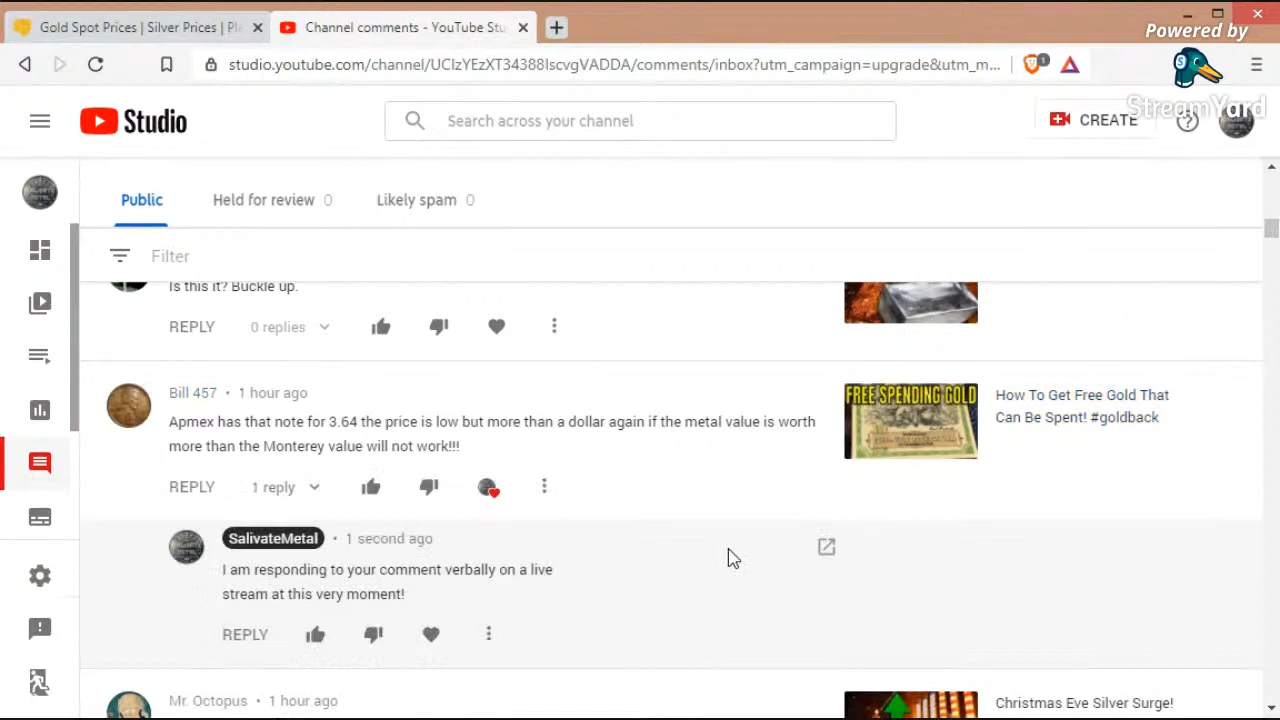 Gold Spot Prices | Silver Prices | Pl
Channel comments - YouTube Stu
Powered by
studio.youtube.com/channel/UCIzYEzXT34388IscvgVADDA/comments/inbox?utm_campaign=upgrade&utm_m...
1
StreamYard
Studio
Search across your channel
CREATE
Public
Held for review 0
Likely spam 0
Filter
Is this it? Buckle up.
REPLY
0 replies
Bill 457 • 1 hour ago
Apmex has that note for 3.64 the price is low but more than a dollar again if the metal value is worth
more than the Monterey value will not work!!!
REPLY
1 reply
FREE SPENDING GOLD
How To Get Free Gold That
Can Be Spent! #goldback
SalivateMetal • 1 second ago
I am responding to your comment verbally on a live
stream at this very moment!
REPLY
Mr. Octopus • 1 hour ago
Christmas Eve Silver Surge!